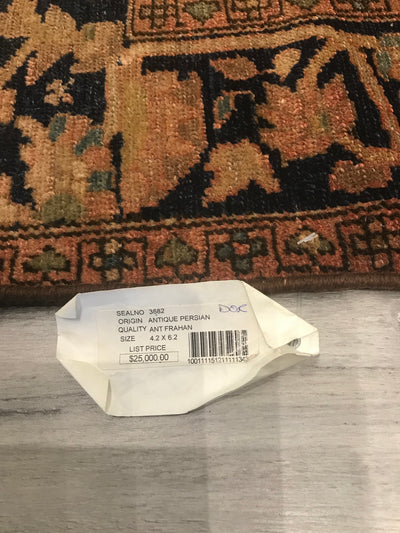 SEALNO 3682 DOC
ORIGIN ANTIQUE PERSIAN
QUALITY ANT FRAHAN
SIZE 4.2 X 6.2
LIST PRICE
$25,000.00